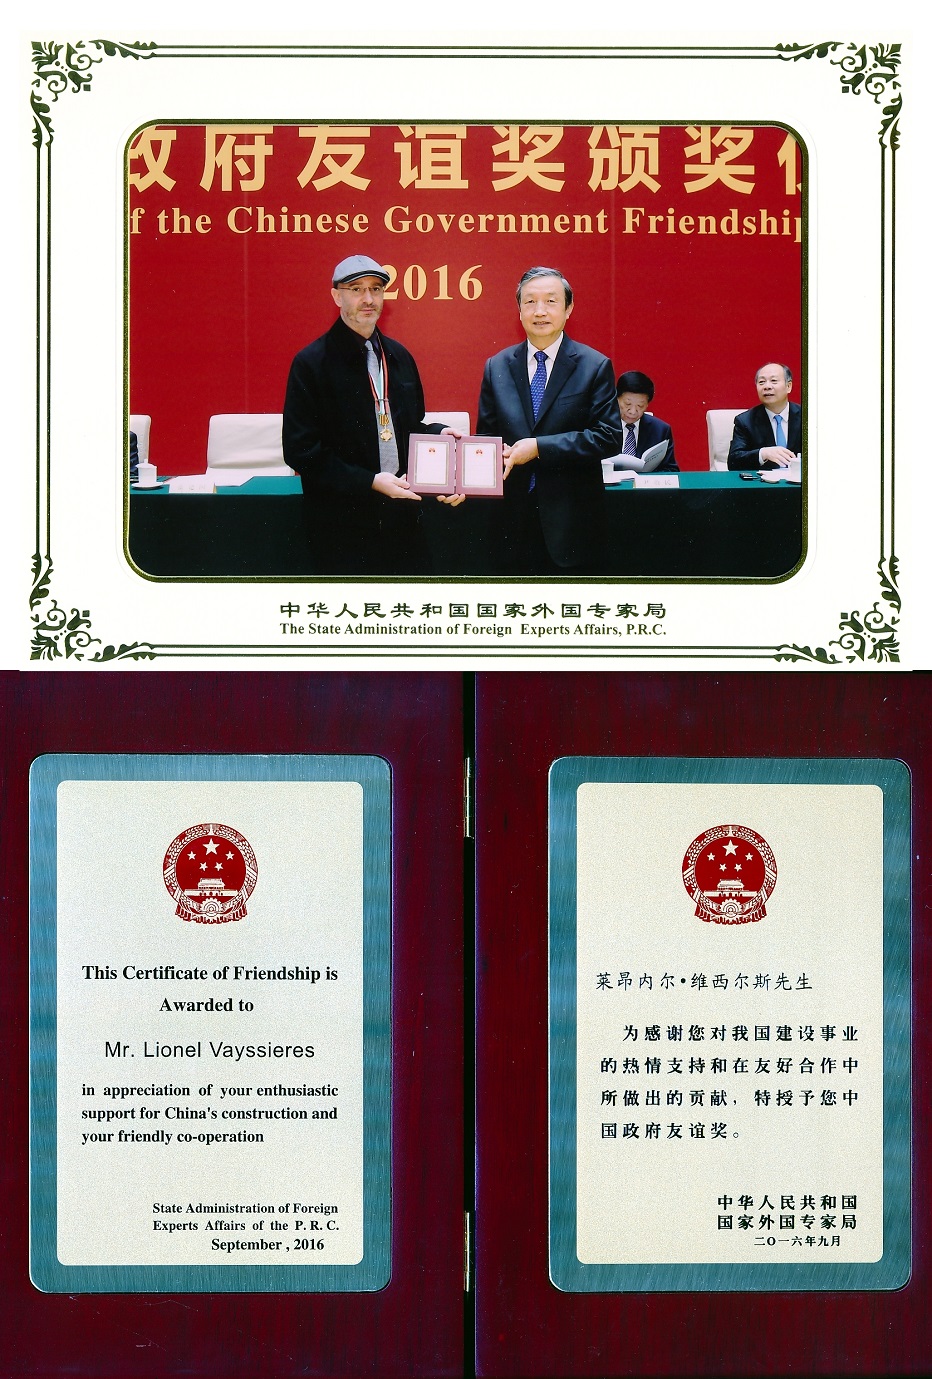 政府友谊奖颁奖
f the Chinese Government Friendship
2016
中华人民共和国国家外国专家局
The State Administration of Foreign Experts Affairs, P.R.C.
This Certificate of Friendship is
Awarded to
Mr. Lionel Vayssieres
in appreciation of your enthusiastic
support for China's construction and
your friendly co-operation
State Administration of Foreign
Experts Affairs of the P. R. C.
September , 2016
莱昂内尔•维西尔斯先生
为感谢您对我国建设事业
的热情支持和在友好合作中
所做出的贡献，特授予您中
国政府友谊奖。
中华人民共和国
国家外国专家局
二〇一六年九月